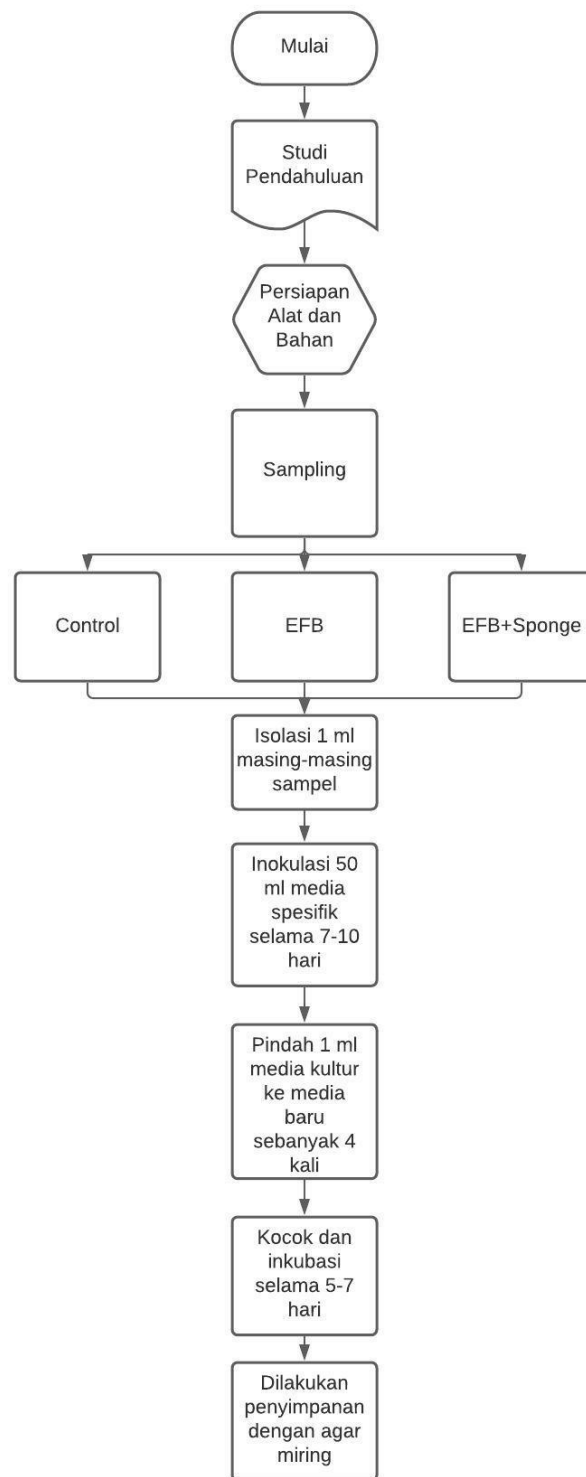 Mulai
Studi
Pendahuluan
Persiapan
Alat dan
Bahan
Sampling
Control
EFB
EFB+Sponge
Isolasi 1 ml
masing-masing
sampel
Inokulasi 50
ml media
spesifik
selama 7-10
hari
Pindah 1 ml
media kultur
ke media
baru
sebanyak 4
kali
Kocok dan
inkubasi
selama 5-7
hari
Dilakukan
penyimpanan
dengan agar
miring